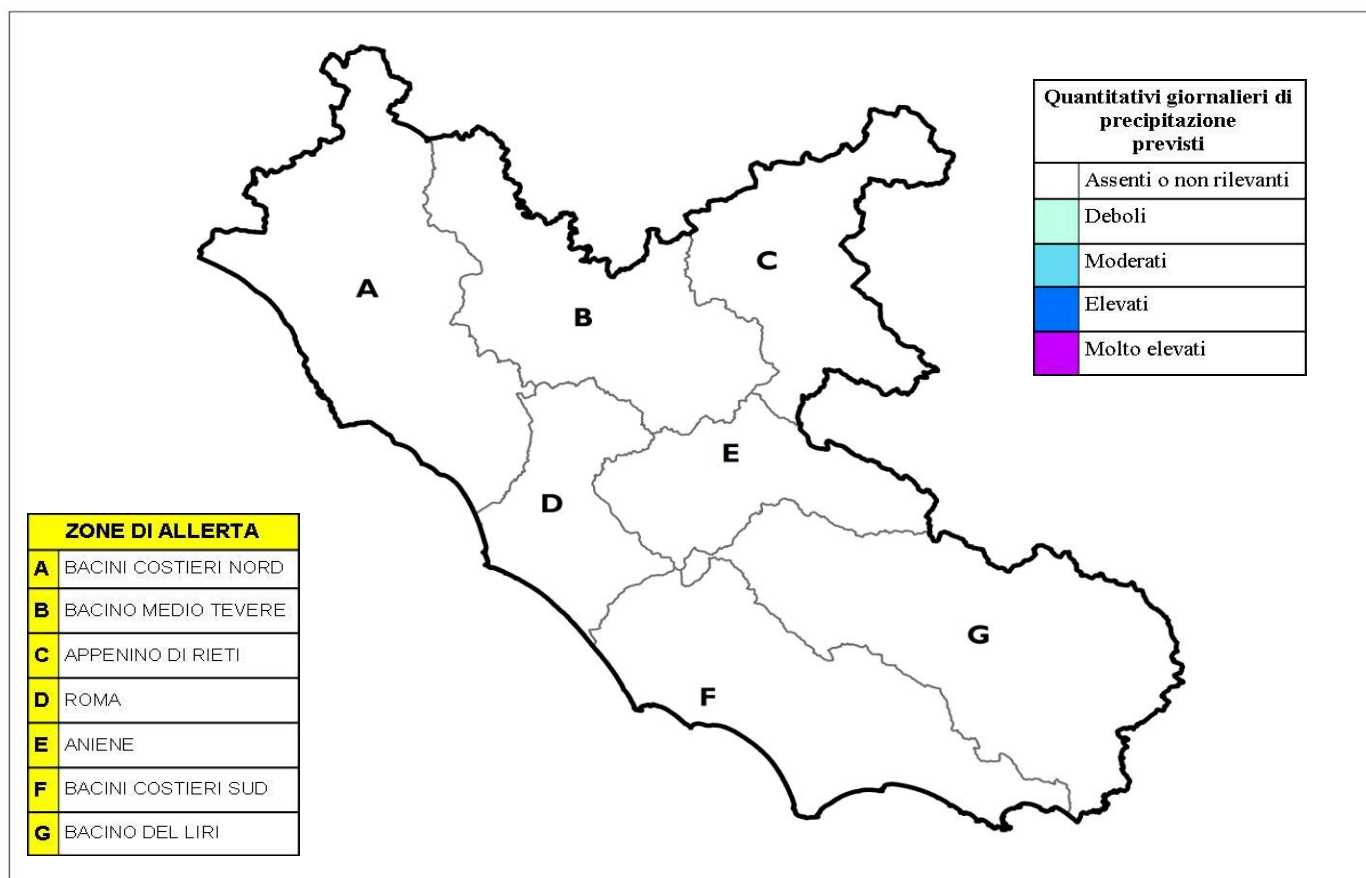 Quantitativi giornalieri di
precipitazione
previsti
Assenti o non rilevanti
Deboli
Moderati
Elevati
Molto elevati
A
B
C
D
E
F
G
ZONE DI ALLERTA
A BACINI COSTIERI NORD
B BACINO MEDIO TEVERE
C APPENINO DI RIETI
D ROMA
E ANIENE
F BACINI COSTIERI SUD
G BACINO DEL LIRI